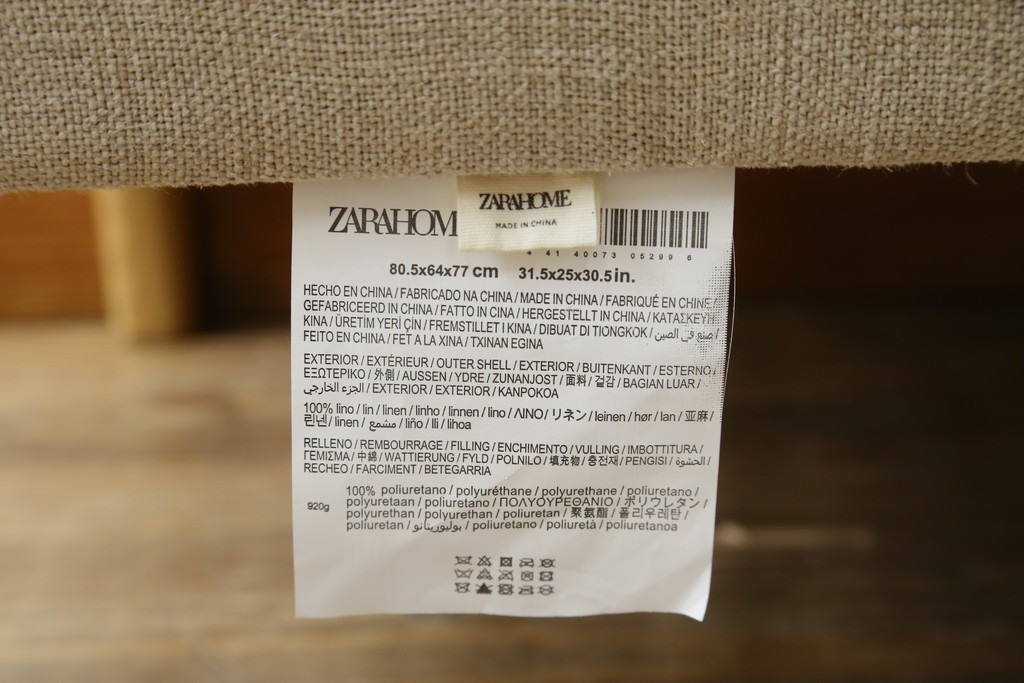 ZARAHOME
MADE IN CHINA
ZARAHOM
4 41 40073 05299 6
80.5x64x77 cm 31.5x25x30.5in.
HECHO EN CHINA / FABRICADO NA CHINA / MADE IN CHINA / FABRIQUÉ EN CHINE /
GEFABRICEERD IN CHINA / FATTO IN CINA / HERGESTELLT IN CHINA / ΚΑΤΑΣΚΕΥΗ
ΚΙΝΑ / ÜRETİM YERİ ÇİN / FREMSTILLET I KINA / DIBUAT DI TIONGKOK / صنع في الصين /
FEITO EN CHINA / FET A LA XINA / TXINAN EGINA
EXTERIOR / EXTÉRIEUR / OUTER SHELL / EXTERIOR / BUITENKANT / ESTERNO /
ΕΞΩΤΕΡΙΚΟ / 外側 / AUSSEN / YDRE / ZUNANJOST / 面料 / 겉감 / BAGIAN LUAR /
الجزء الخارجي / EXTERIOR / EXTERIOR / KANPOKOA
100% lino / lin / linen / linho / linnen / lino / ΛΙΝΟ / リネン / leinen / hør / lan / 亚麻 /
린넨 / linen / مشمع / liño / lli / lihoa
RELLENO / REMBOURRAGE / FILLING / ENCHIMENTO / VULLING / IMBOTTITURA /
ΓΕΜΙΣΜΑ / 中綿 / WATTIERUNG / FYLD / POLNILO / 填充物 / 충전재 / PENGISI / الحشوة /
RECHEO / FARCIMENT / BETEGARRIA
920g
100% poliuretano / polyuréthane / polyurethane / poliuretano /
polyuretaan / poliuretano / ΠΟΛΥΟΥΡΕΘΑΝΙΟ / ポリウレタン /
polyurethan / polyurethan / poliuretan / 聚氨酯 / 폴리우레탄 /
poliuretan / بوليوريتانو / poliuretano / poliuretà / poliuretanoa